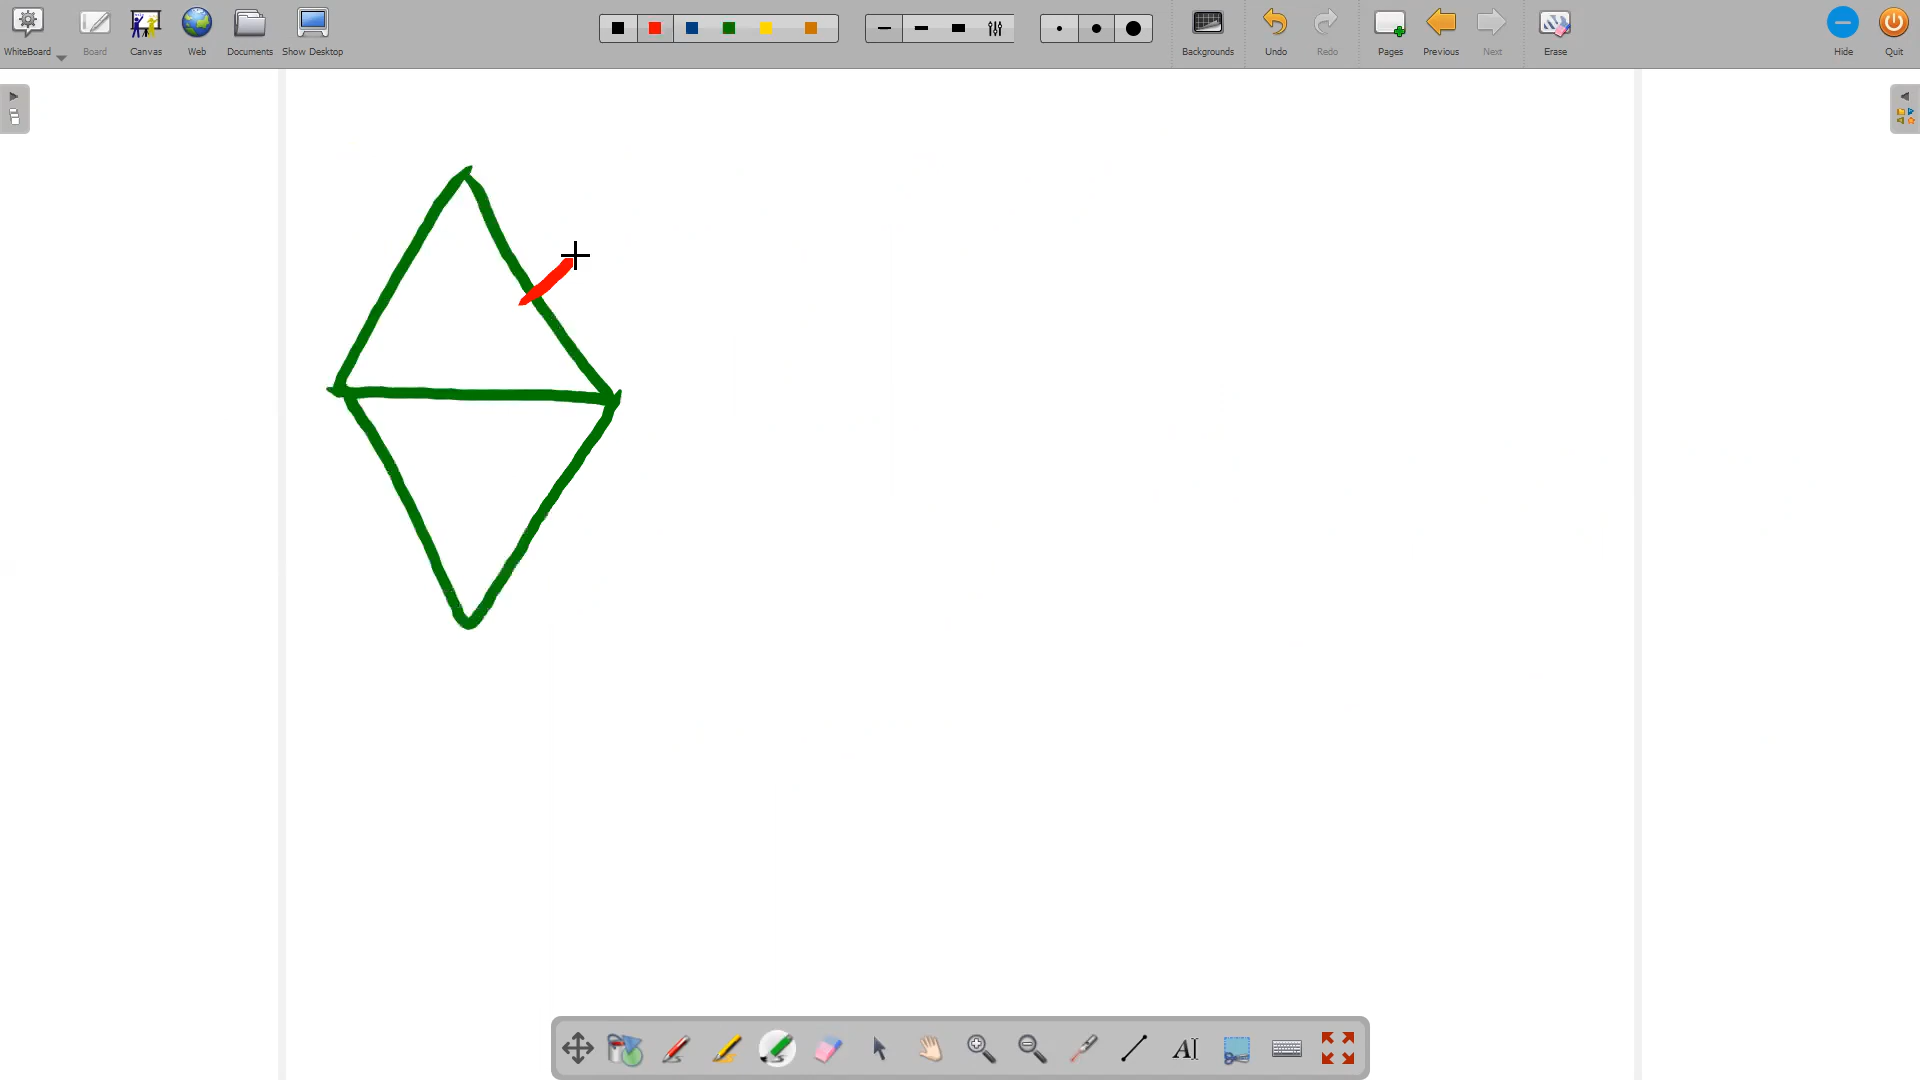 WhiteBoard
Board
Canvas
Web
Documents
Show Desktop
Backgrounds
Undo
Redo
Pages
Previous
Next
Erase
Hide
Quit
A